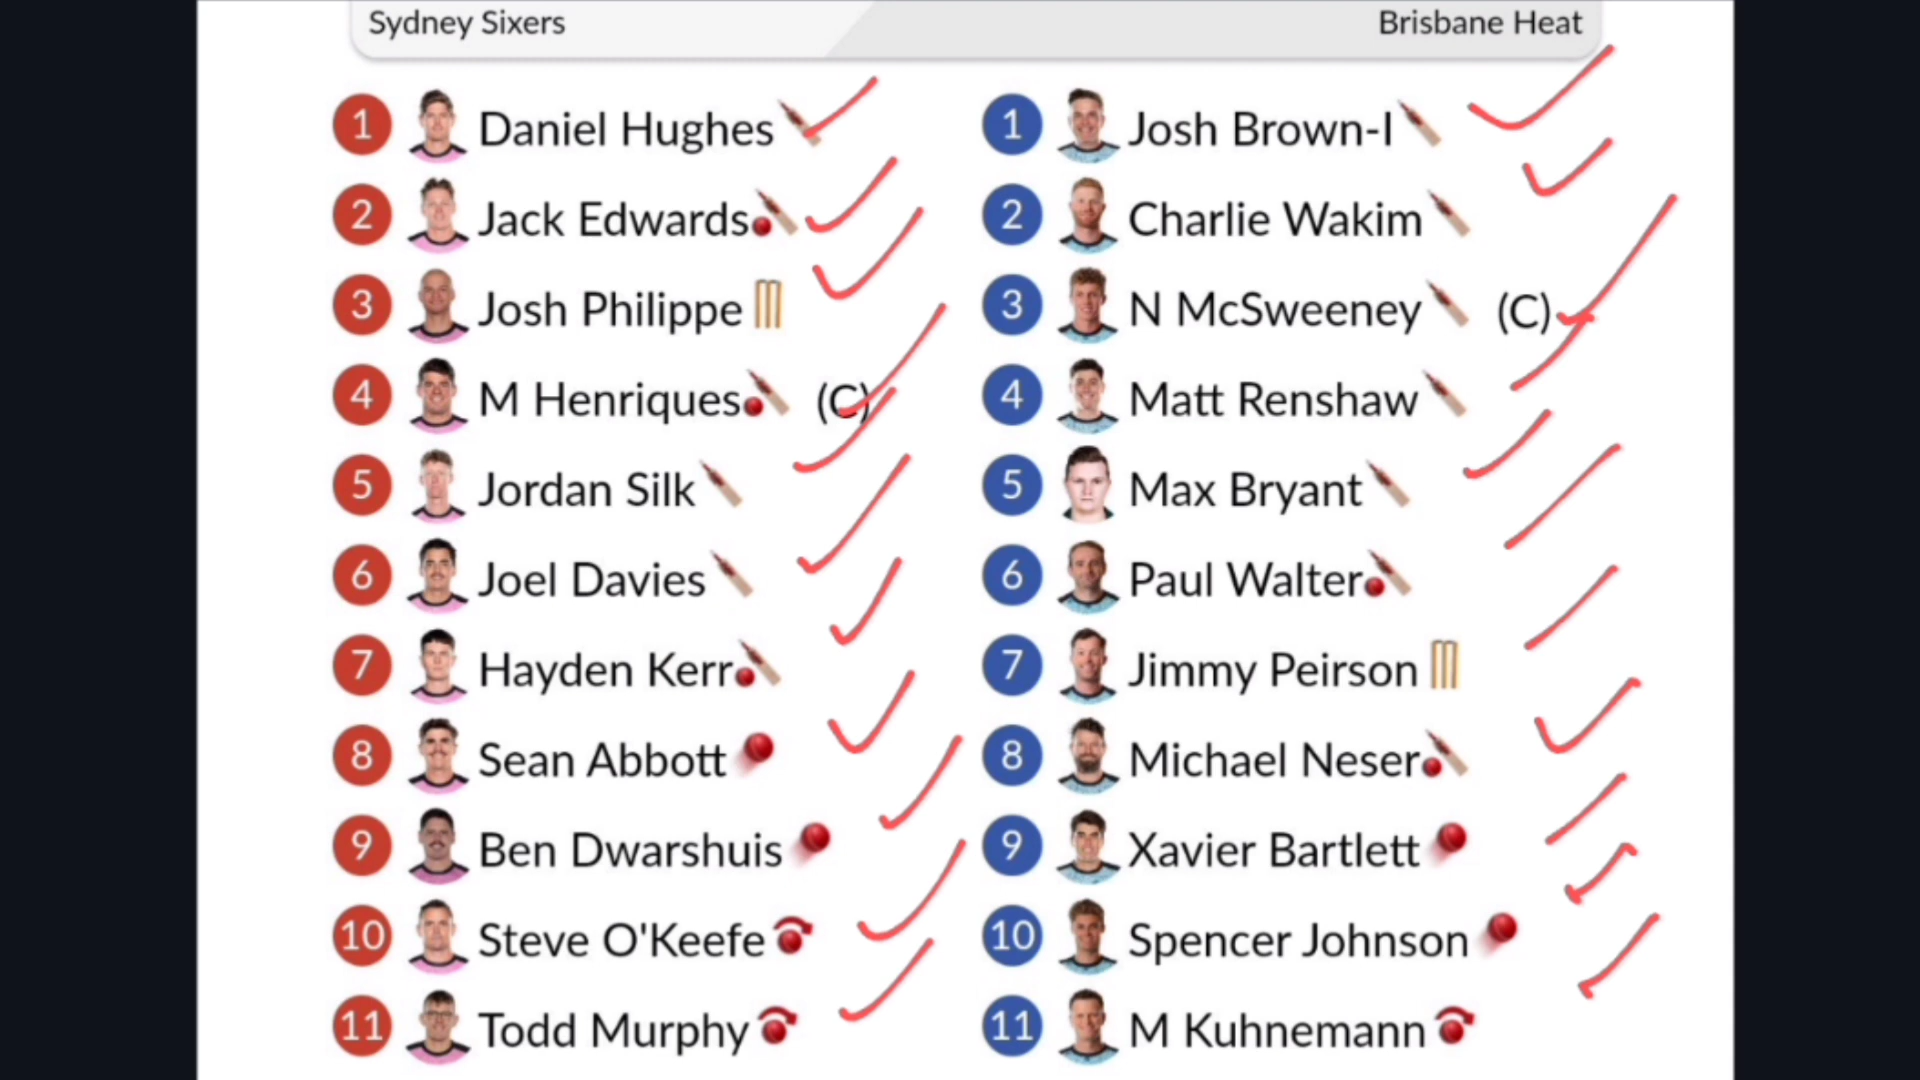 Sydney Sixers Brisbane Heat
1 Daniel Hughes 1 Josh Brown-I
2 Jack Edwards 2 Charlie Wakim
3 Josh Philippe 3 N McSweeney (C)
4 M Henriques (C) 4 Matt Renshaw
5 Jordan Silk 5 Max Bryant
6 Joel Davies 6 Paul Walter
7 Hayden Kerr 7 Jimmy Peirson
8 Sean Abbott 8 Michael Neser
9 Ben Dwarshuis 9 Xavier Bartlett
10 Steve O'Keefe 10 Spencer Johnson
11 Todd Murphy 11 M Kuhnemann